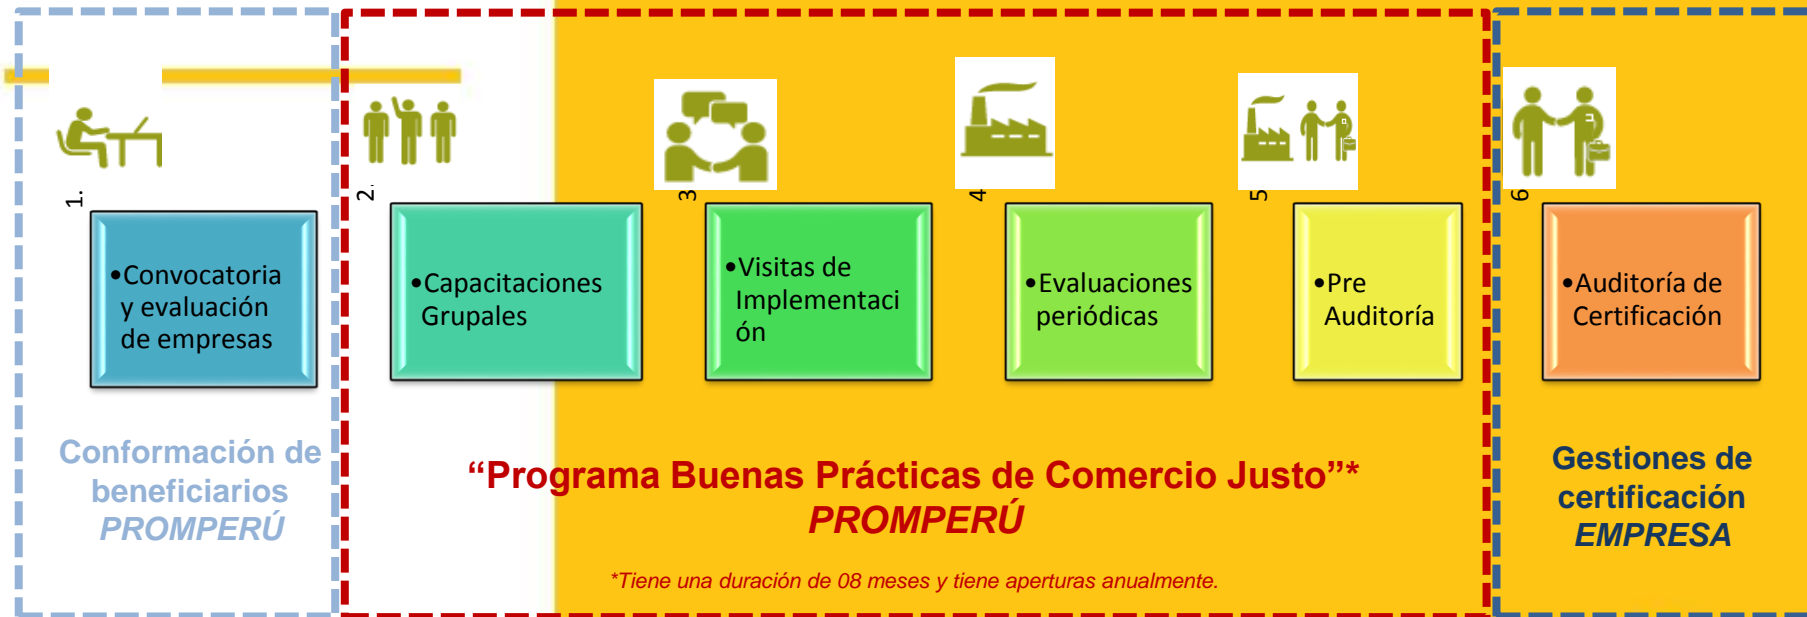 1.
•Convocatoria
y evaluación
de empresas
2.
•Capacitaciones
Grupales
3
•Visitas de
Implementaci
ón
4
•Evaluaciones
periódicas
5
•Pre
Auditoría
6
•Auditoría de
Certificación
Conformación de
beneficiarios
PROMPERÚ
“Programa Buenas Prácticas de Comercio Justo”*
PROMPERÚ
*Tiene una duración de 08 meses y tiene aperturas anualmente.
Gestiones de
certificación
EMPRESA